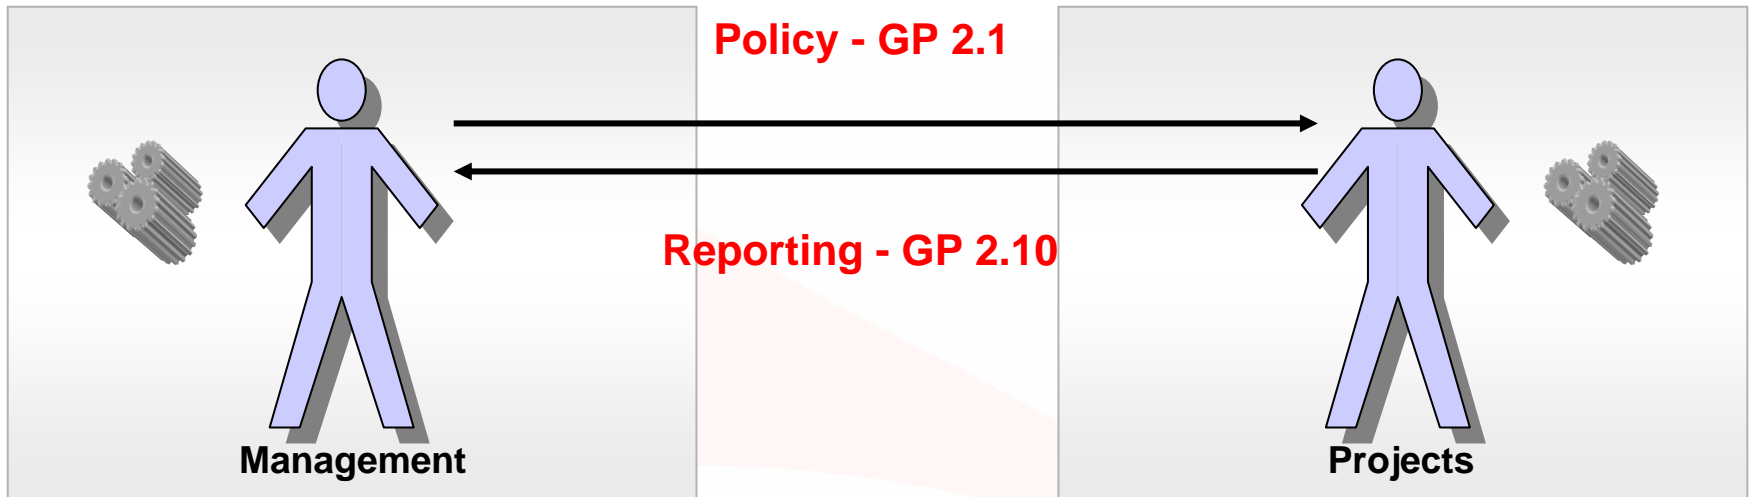 Policy - GP 2.1
Reporting - GP 2.10
Management
Projects